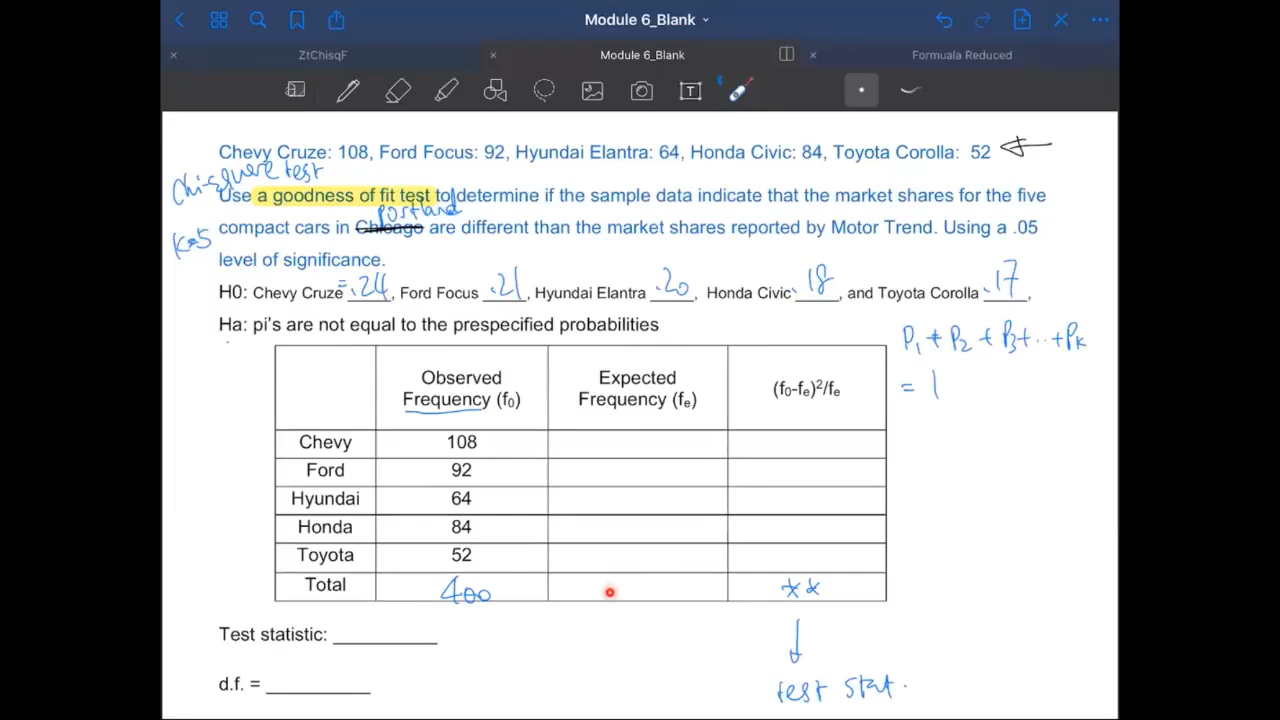 Module 6_Blank
ZtChisqF
Module 6_Blank
Formuala Reduced
Chevy Cruze: 108, Ford Focus: 92, Hyundai Elantra: 64, Honda Civic: 84, Toyota Corolla: 52
Chi-square test
Use a goodness of fit test to determine if the sample data indicate that the market shares for the five
portland
k=5
compact cars in Chicago are different than the market shares reported by Motor Trend. Using a .05
level of significance.
H0: Chevy Cruze = .24, Ford Focus .21, Hyundai Elantra .20 Honda Civic .18, and Toyota Corolla .17,
Ha: pi's are not equal to the prespecified probabilities
P1 + P2 + P3 + .. + Pk
= 1
Observed Frequency (f0) Expected Frequency (fe) (f0-fe)2/fe
Chevy 108
Ford 92
Hyundai 64
Honda 84
Toyota 52
Total 400 **
Test statistic: ________
d.f. = ________
test stat.